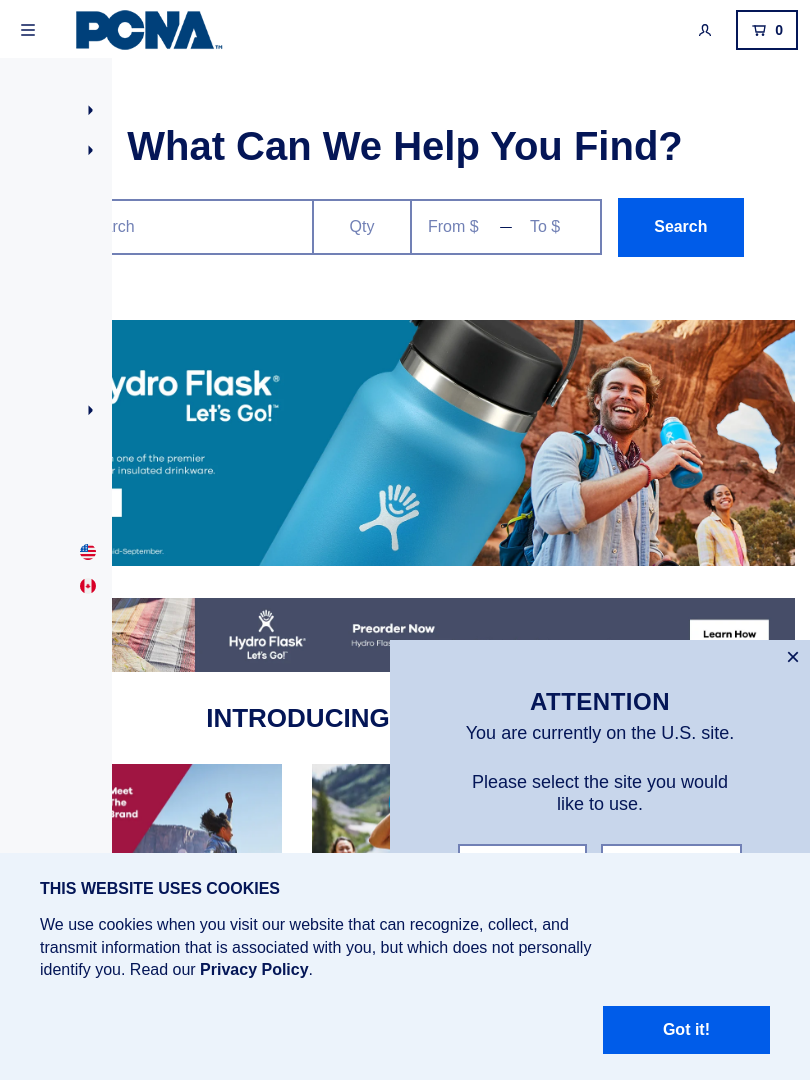 PCNA™
0
What Can We Help You Find?
rch
Qty
From $ — To $
Search
ydro Flask®
Let's Go!™
one of the premier
r insulated drinkware.
id-September.
Hydro Flask®
Let's Go!™
Preorder Now
Hydro Flas
Learn How
ATTENTION
You are currently on the U.S. site.
Please select the site you would
like to use.
INTRODUCING
Meet
The
Brand
THIS WEBSITE USES COOKIES
We use cookies when you visit our website that can recognize, collect, and
transmit information that is associated with you, but which does not personally
identify you. Read our Privacy Policy.
Got it!